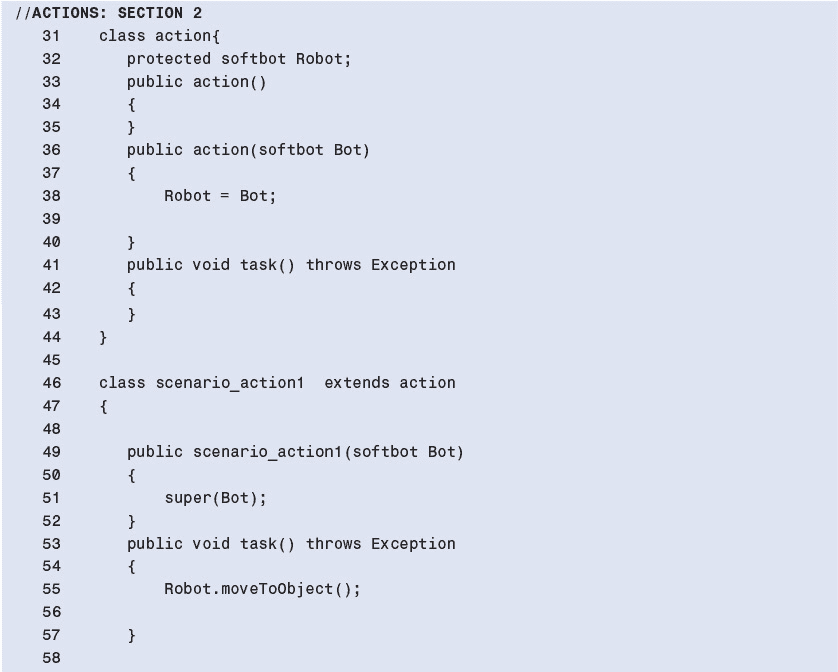 //ACTIONS: SECTION 2
31 class action{
32 protected softbot Robot;
33 public action()
34 {
35 }
36 public action(softbot Bot)
37 {
38 Robot = Bot;
39
40 }
41 public void task() throws Exception
42 {
43 }
44 }
45
46 class scenario_action1 extends action
47 {
48
49 public scenario_action1(softbot Bot)
50 {
51 super(Bot);
52 }
53 public void task() throws Exception
54 {
55 Robot.moveToObject();
56
57 }
58